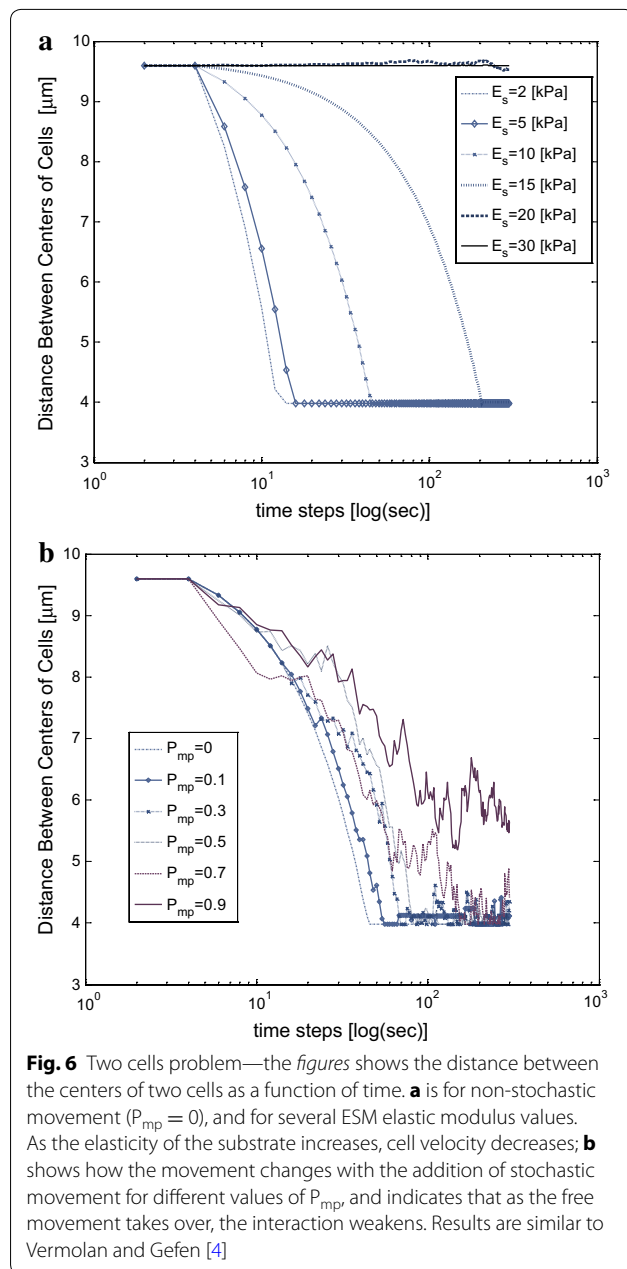 a
10
9
8
7
6
5
4
3
Distance Between Centers of Cells [μm]
E_s=2 [kPa]
E_s=5 [kPa]
E_s=10 [kPa]
E_s=15 [kPa]
E_s=20 [kPa]
E_s=30 [kPa]
10^0 10^1 10^2 10^3
time steps [log(sec)]
b
10
9
8
7
6
5
4
3
Distance Between Centers of Cells [μm]
P_mp=0
P_mp=0.1
P_mp=0.3
P_mp=0.5
P_mp=0.7
P_mp=0.9
10^0 10^1 10^2 10^3
time steps [log(sec)]
Fig. 6 Two cells problem—the figures shows the distance between
the centers of two cells as a function of time. a is for non-stochastic
movement (P_mp = 0), and for several ESM elastic modulus values.
As the elasticity of the substrate increases, cell velocity decreases; b
shows how the movement changes with the addition of stochastic
movement for different values of P_mp, and indicates that as the free
movement takes over, the interaction weakens. Results are similar to
Vermolan and Gefen [4]